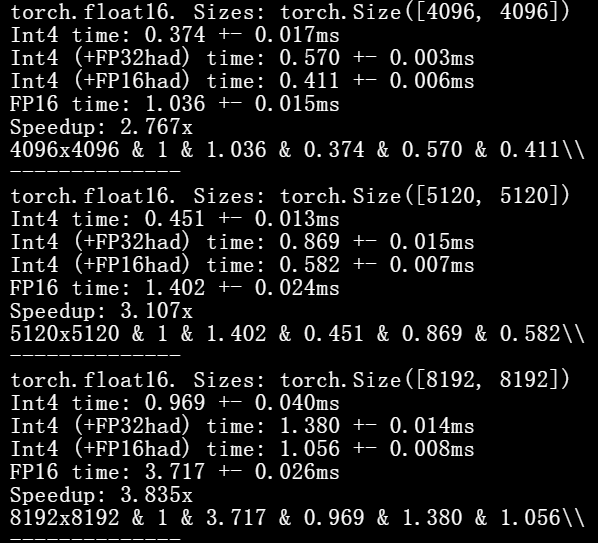 torch.float16. Sizes: torch.Size([4096, 4096])
Int4 time: 0.374 +- 0.017ms
Int4 (+FP32had) time: 0.570 +- 0.003ms
Int4 (+FP16had) time: 0.411 +- 0.006ms
FP16 time: 1.036 +- 0.015ms
Speedup: 2.767x
4096x4096 & 1 & 1.036 & 0.374 & 0.570 & 0.411\\
--------------
torch.float16. Sizes: torch.Size([5120, 5120])
Int4 time: 0.451 +- 0.013ms
Int4 (+FP32had) time: 0.869 +- 0.015ms
Int4 (+FP16had) time: 0.582 +- 0.007ms
FP16 time: 1.402 +- 0.024ms
Speedup: 3.107x
5120x5120 & 1 & 1.402 & 0.451 & 0.869 & 0.582\\
--------------
torch.float16. Sizes: torch.Size([8192, 8192])
Int4 time: 0.969 +- 0.040ms
Int4 (+FP32had) time: 1.380 +- 0.014ms
Int4 (+FP16had) time: 1.056 +- 0.008ms
FP16 time: 3.717 +- 0.026ms
Speedup: 3.835x
8192x8192 & 1 & 3.717 & 0.969 & 1.380 & 1.056\\
--------------